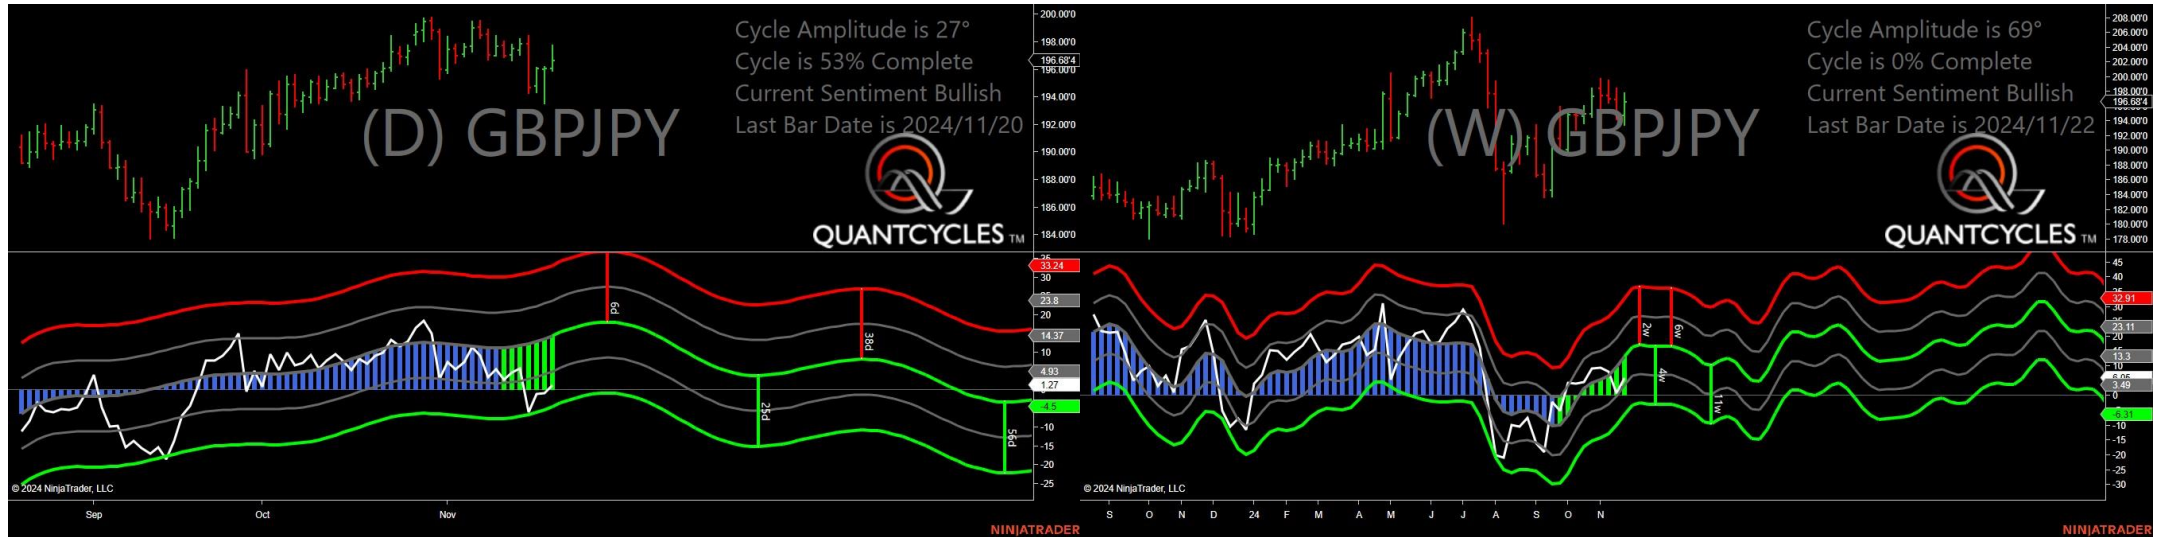 (D) GBPJPY
Cycle Amplitude is 27°
Cycle is 53% Complete
Current Sentiment Bullish
Last Bar Date is 2024/11/20
QUANTCYCLES TM
200.00'0
198.00'0
196.68'4
196.00'0
194.00'0
192.00'0
190.00'0
188.00'0
186.00'0
184.00'0
6d
38d
25d
56d
35
33.24
30
23.8
20
14.37
10
4.93
1.27
-4.5
-10
-15
-20
-25
© 2024 NinjaTrader, LLC
Sep Oct Nov
NINJATRADER
(W) GBPJPY
Cycle Amplitude is 69°
Cycle is 0% Complete
Current Sentiment Bullish
Last Bar Date is 2024/11/22
QUANTCYCLES TM
208.00'0
206.00'0
204.00'0
202.00'0
200.00'0
198.00'0
196.68'4
194.00'0
192.00'0
190.00'0
188.00'0
186.00'0
184.00'0
182.00'0
180.00'0
178.00'0
2w
6w
4w
11w
45
40
32.91
30
23.11
13.3
6.05
3.49
0
-6.31
-10
-15
-20
-25
-30
© 2024 NinjaTrader, LLC
S O N D 24 F M A M J J A S O N
NINJATRADER